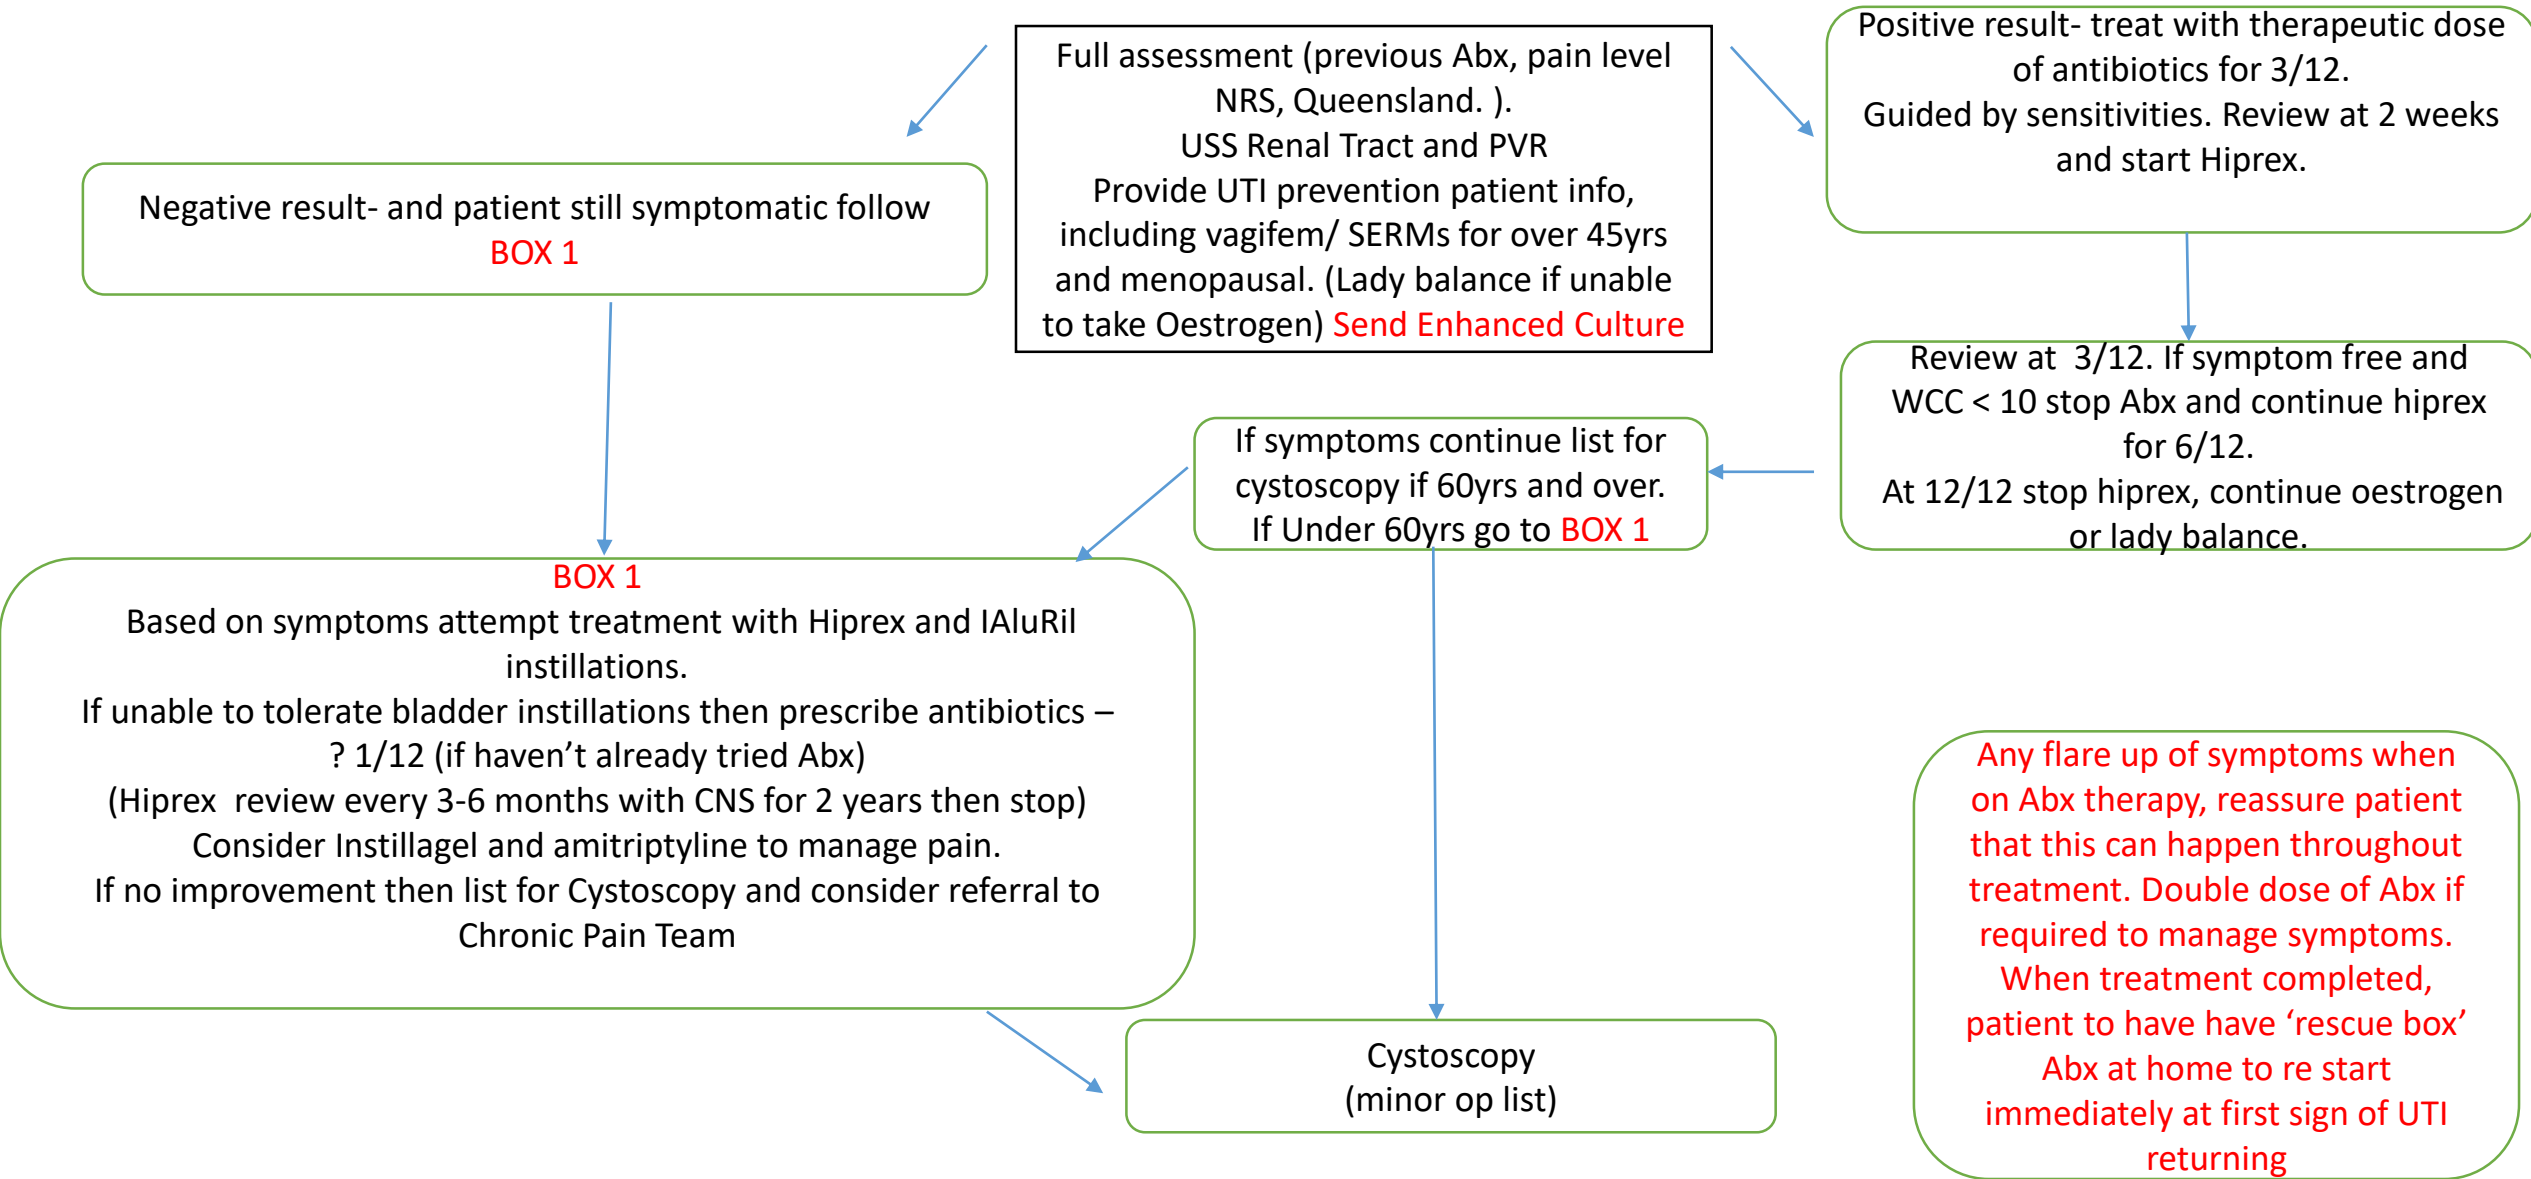 Full assessment (previous Abx, pain level
NRS, Queensland. ).
USS Renal Tract and PVR
Provide UTI prevention patient info,
including vagifem/ SERMs for over 45yrs
and menopausal. (Lady balance if unable
to take Oestrogen) Send Enhanced Culture
Positive result- treat with therapeutic dose
of antibiotics for 3/12.
Guided by sensitivities. Review at 2 weeks
and start Hiprex.
Negative result- and patient still symptomatic follow
BOX 1
Review at  3/12. If symptom free and
WCC < 10 stop Abx and continue hiprex
for 6/12.
At 12/12 stop hiprex, continue oestrogen
or lady balance.
If symptoms continue list for
cystoscopy if 60yrs and over.
If Under 60yrs go to BOX 1
BOX 1
Based on symptoms attempt treatment with Hiprex and IAluRil
instillations.
If unable to tolerate bladder instillations then prescribe antibiotics –
? 1/12 (if haven’t already tried Abx)
(Hiprex  review every 3-6 months with CNS for 2 years then stop)
Consider Instillagel and amitriptyline to manage pain.
If no improvement then list for Cystoscopy and consider referral to
Chronic Pain Team
Any flare up of symptoms when
on Abx therapy, reassure patient
that this can happen throughout
treatment. Double dose of Abx if
required to manage symptoms.
When treatment completed,
patient to have have ‘rescue box’
Abx at home to re start
immediately at first sign of UTI
returning
Cystoscopy
(minor op list)